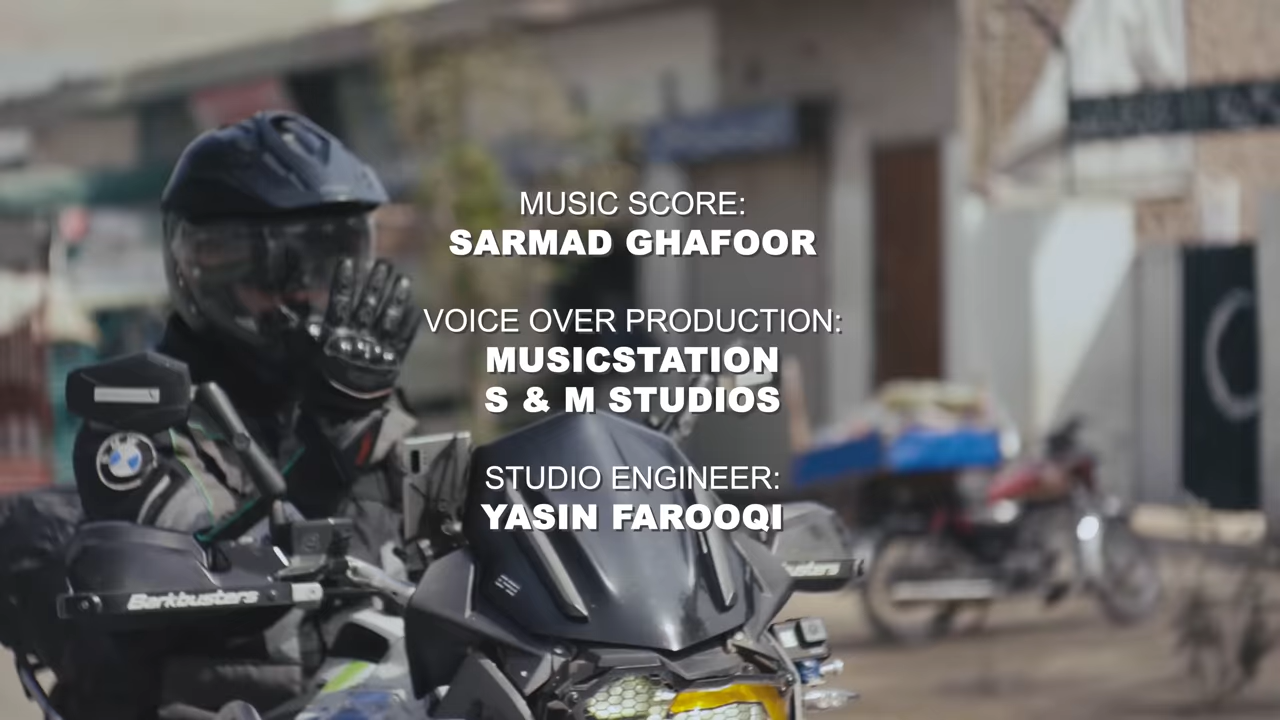 MUSIC SCORE:
SARMAD GHAFOOR
VOICE OVER PRODUCTION:
MUSICSTATION
S & M STUDIOS
STUDIO ENGINEER:
YASIN FAROOQI
Barkbusters